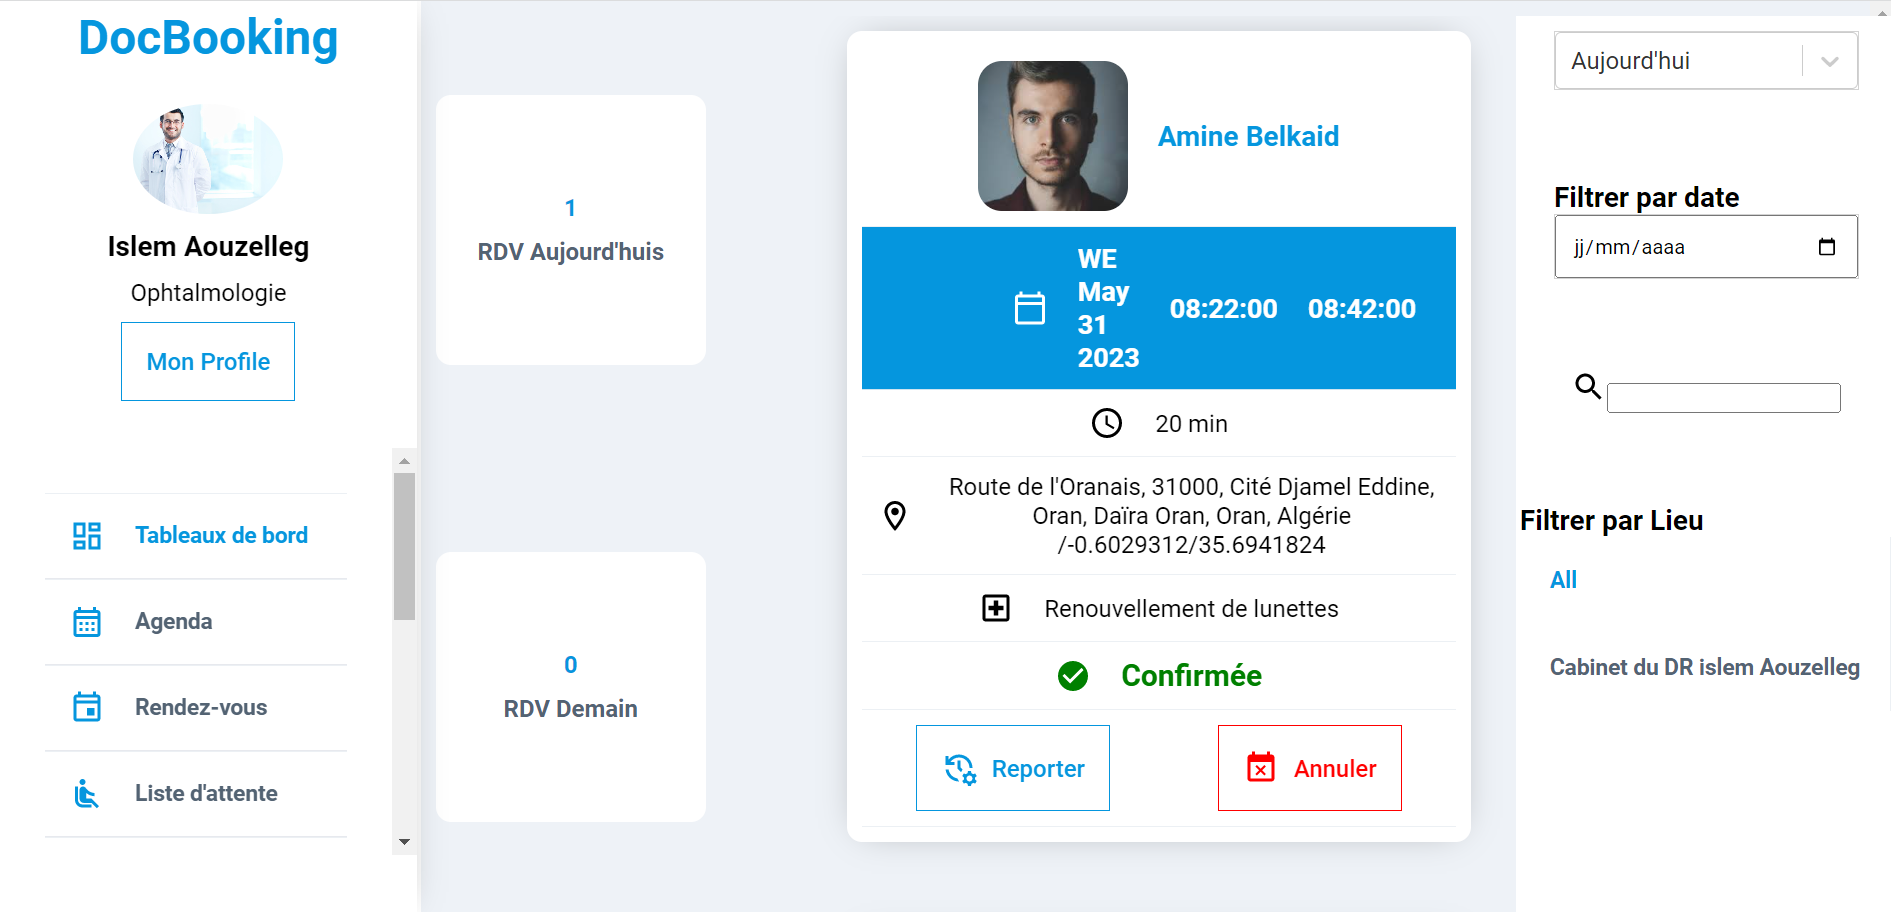 DocBooking
Islem Aouzelleg
Ophtalmologie
Mon Profile
Tableaux de bord
Agenda
Rendez-vous
Liste d'attente
1
RDV Aujourd'huis
0
RDV Demain
Amine Belkaid
WE
May
31
2023
08:22:00 08:42:00
20 min
Route de l'Oranais, 31000, Cité Djamel Eddine,
Oran, Daïra Oran, Oran, Algérie
/-0.6029312/35.6941824
Renouvellement de lunettes
Confirmée
Reporter
Annuler
Aujourd'hui
Filtrer par date
jj/mm/aaaa
Filtrer par Lieu
All
Cabinet du DR islem Aouzelleg